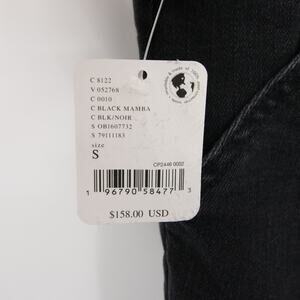 C 8122
V 052768
C 0010
C BLACK MAMBA
C BLK/NOIR
S OB1607732
S 79111183
size
S
CP2446 0002
1 96790 58477 3
$158.00 USD